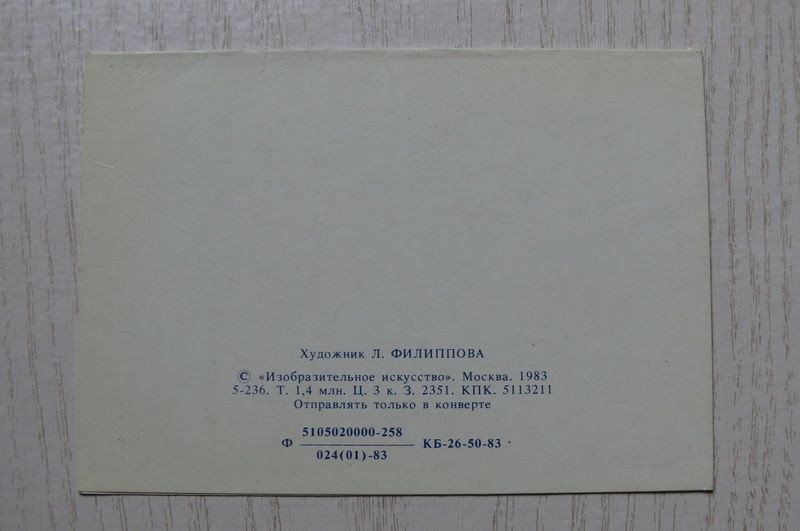 Художник Л. ФИЛИППОВА
© «Изобразительное искусство». Москва. 1983
5-236. Т. 1,4 млн. Ц. 3 к. З. 2351. КПК. 5113211
Отправлять только в конверте
5105020000-258
Ф ———— КБ-26-50-83
024(01)-83